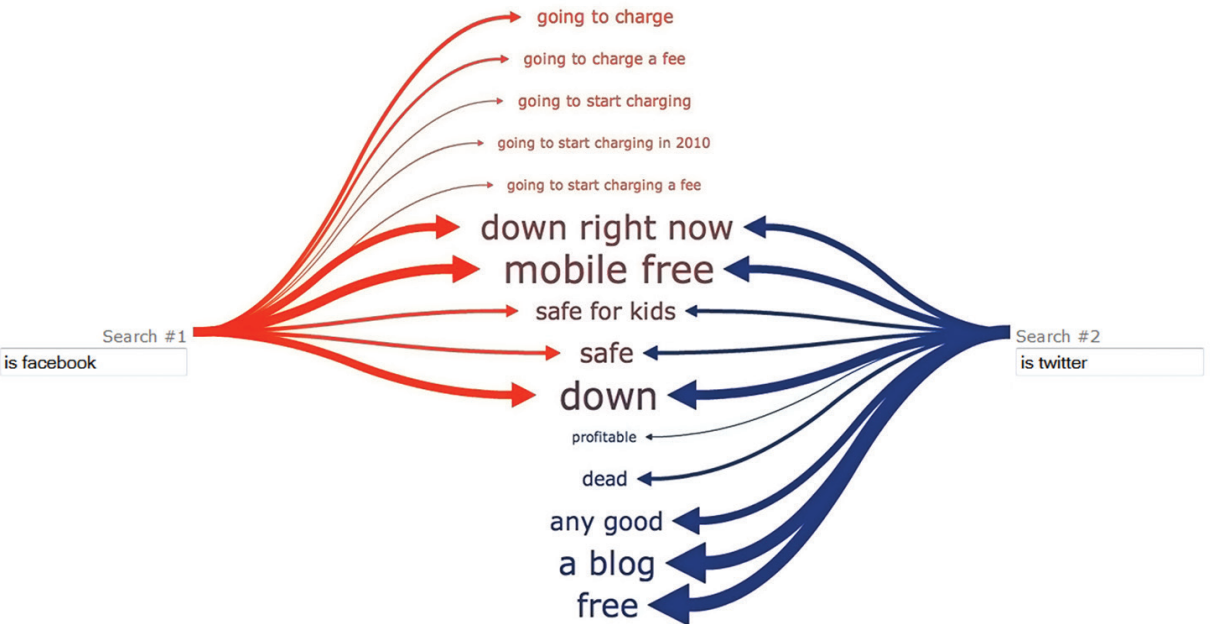 going to charge
going to charge a fee
going to start charging
going to start charging in 2010
going to start charging a fee
down right now
mobile free
safe for kids
Search #1
is facebook
safe
Search #2
is twitter
down
profitable
dead
any good
a blog
free